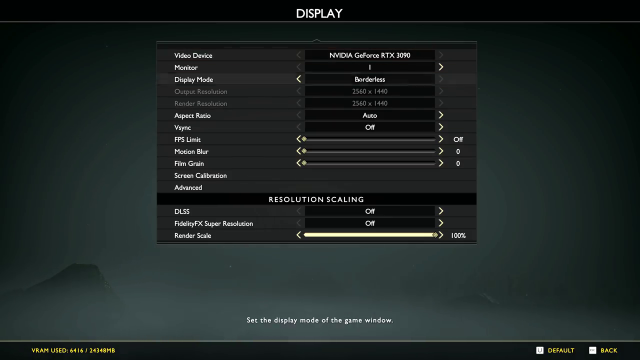 DISPLAY
Video Device NVIDIA GeForce RTX 3090
Monitor 1
Display Mode Borderless
Output Resolution 2560 x 1440
Render Resolution 2560 x 1440
Aspect Ratio Auto
Vsync Off
FPS Limit Off
Motion Blur 0
Film Grain 0
Screen Calibration
Advanced
RESOLUTION SCALING
DLSS Off
FidelityFX Super Resolution Off
Render Scale 100%
Set the display mode of the game window.
VRAM USED: 6416 / 24348MB U DEFAULT BACK